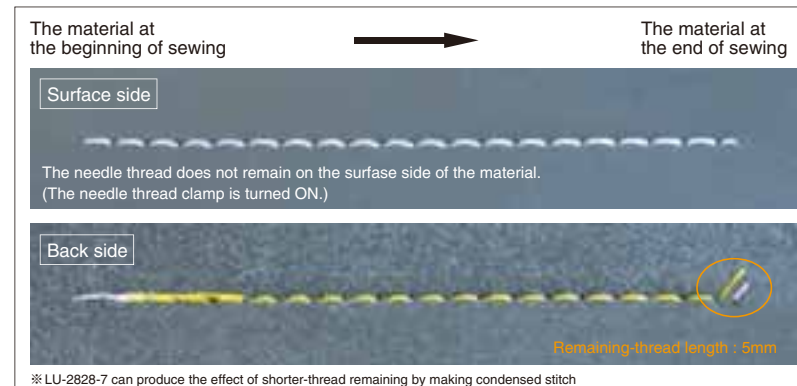 The material at
the beginning of sewing
The material at
the end of sewing
Surface side
The needle thread does not remain on the surfase side of the material.
(The needle thread clamp is turned ON.)
Back side
Remaining-thread length : 5mm
※LU-2828-7 can produce the effect of shorter-thread remaining by making condensed stitch